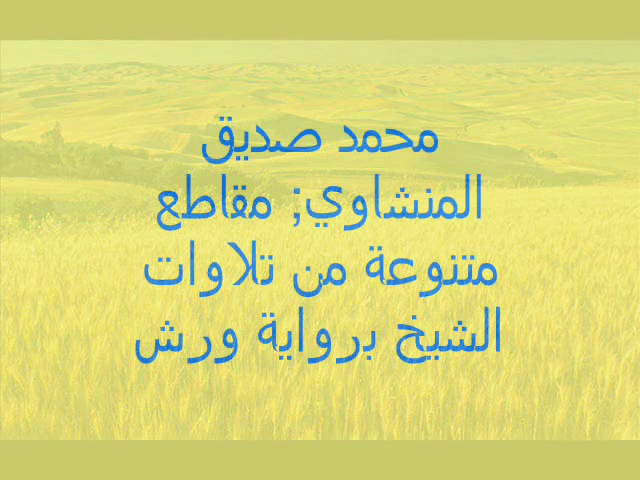 محمد صديق
المنشاوي; مقاطع
متنوعة من تلاوات
الشيخ برواية ورش